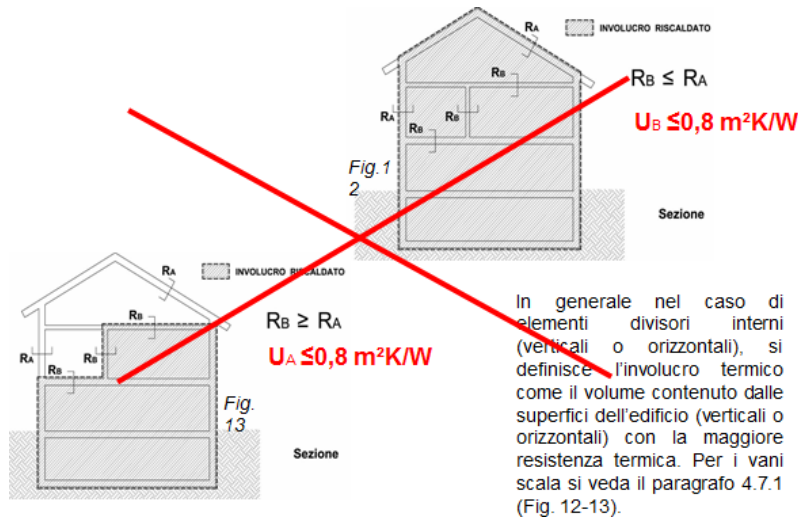 RA
INVOLUCRO RISCALDATO
RB
RB ≤ RA
RA
RB
RB
UB ≤0,8 m²K/W
Fig.1
2
Sezione
RA
INVOLUCRO RISCALDATO
RB
RB ≥ RA
RA
RB
UA ≤0,8 m²K/W
RB
Fig.
13
Sezione
In generale nel caso di
elementi divisori interni
(verticali o orizzontali), si
definisce l'involucro termico
come il volume contenuto dalle
superfici dell'edificio (verticali o
orizzontali) con la maggiore
resistenza termica. Per i vani
scala si veda il paragrafo 4.7.1
(Fig. 12-13).